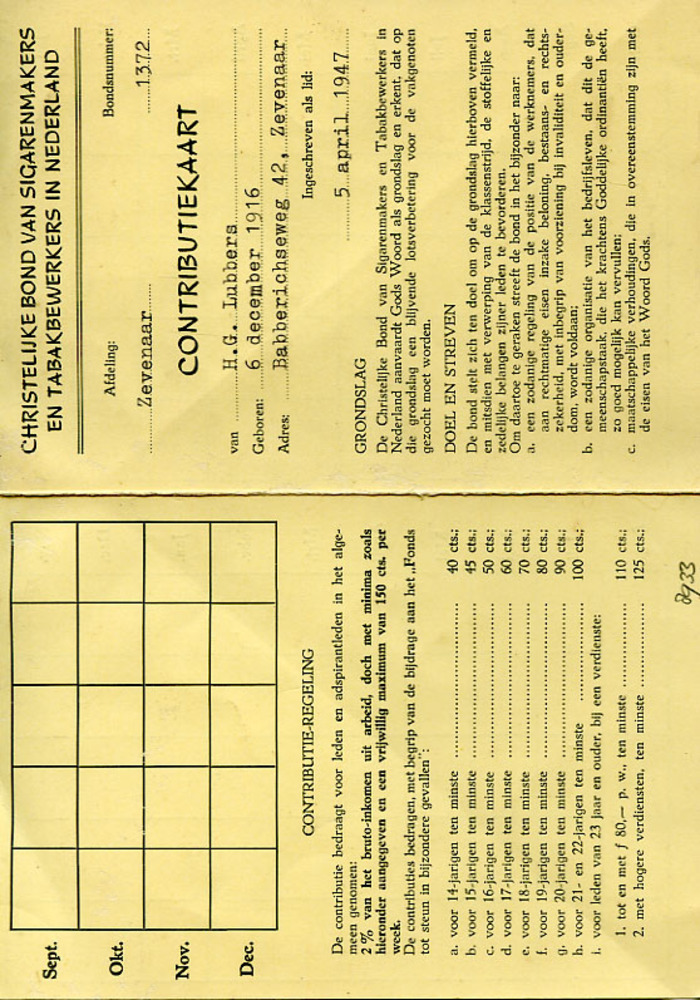 CHRISTELIJKE BOND VAN SIGARENMAKERS
EN TABAKBEWERKERS IN NEDERLAND
Afdeling:
Bondsnummer:
Zevenaar
1372
CONTRIBUTIEKAART
van H.G. Lubbers
Geboren: 6 december 1916
Adres: Babberichseweg 42, Zevenaar
Ingeschreven als lid:
5 april 1947
GRONDSLAG
De Christelijke Bond van Sigarenmakers en Tabakbewerkers in
Nederland aanvaardt Gods Woord als grondslag en erkent, dat op
die grondslag een blijvende lotsverbetering voor de vakgenoten
gezocht moet worden.
DOEL EN STREVEN
De bond stelt zich ten doel om op de grondslag hierboven vermeld,
en mitsdien met verwerping van de klassenstrijd, de stoffelijke en
zedelijke belangen zijner leden te bevorderen.
Om daartoe te geraken streeft de bond in het bijzonder naar:
a. een zodanige regeling van de positie van de werknemers, dat
aan rechtmatige eisen inzake beloning, bestaans- en rechts-
zekerheid, met inbegrip van voorziening bij invaliditeit en ouder-
dom, wordt voldaan;
b. een zodanige organisatie van het bedrijfsleven, dat dit de ge-
meenschapstaak, die het krachtens Goddelijke ordinantiën heeft,
zo goed mogelijk kan vervullen;
c. maatschappelijke verhoudingen, die in overeenstemming zijn met
de eisen van het Woord Gods.
Sept.
Okt.
Nov.
Dec.
CONTRIBUTIE-REGELING
De contributie bedraagt voor leden en adspirantleden in het alge-
meen genomen:
2 % van het bruto-inkomen uit arbeid, doch met minima zoals
hieronder aangegeven en een vrijwillig maximum van 150 cts. per
week.
De contributies bedragen, met begrip van de bijdrage aan het „Fonds
tot steun in bijzondere gevallen":
a. voor 14-jarigen ten minste 40 cts.;
b. voor 15-jarigen ten minste 45 cts.;
c. voor 16-jarigen ten minste 50 cts.;
d. voor 17-jarigen ten minste 60 cts.;
e. voor 18-jarigen ten minste 70 cts.;
f. voor 19-jarigen ten minste 80 cts.;
g. voor 20-jarigen ten minste 90 cts.;
h. voor 21- en 22-jarigen ten minste 100 cts.;
i. voor leden van 23 jaar en ouder, bij een verdienste:
1. tot en met f 80,— p. w., ten minste 110 cts.;
2. met hogere verdiensten, ten minste 125 cts.;